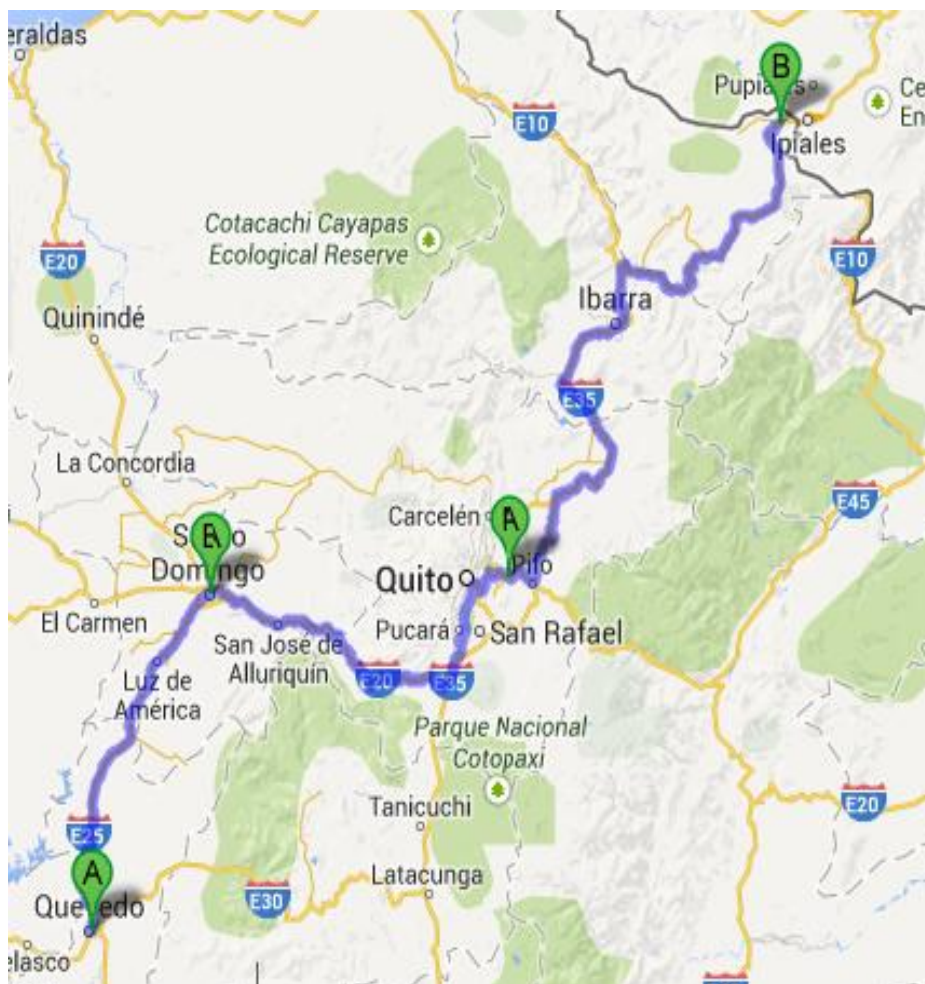 eraldas
B
Pupiales
Ce
En
E10
Ipiales
Cotacachi Cayapas
Ecological Reserve
E20
E10
Ibarra
Quinindé
E35
La Concordia
E45
Carcelén
A
Domingo
Quito
Pifo
El Carmen
San José de
Alluriquín
Pucará
San Rafael
Luz de
América
E20
E35
Parque Nacional
Cotopaxi
E25
Tanicuchi
E20
A
Latacunga
E30
Quevedo
elasco